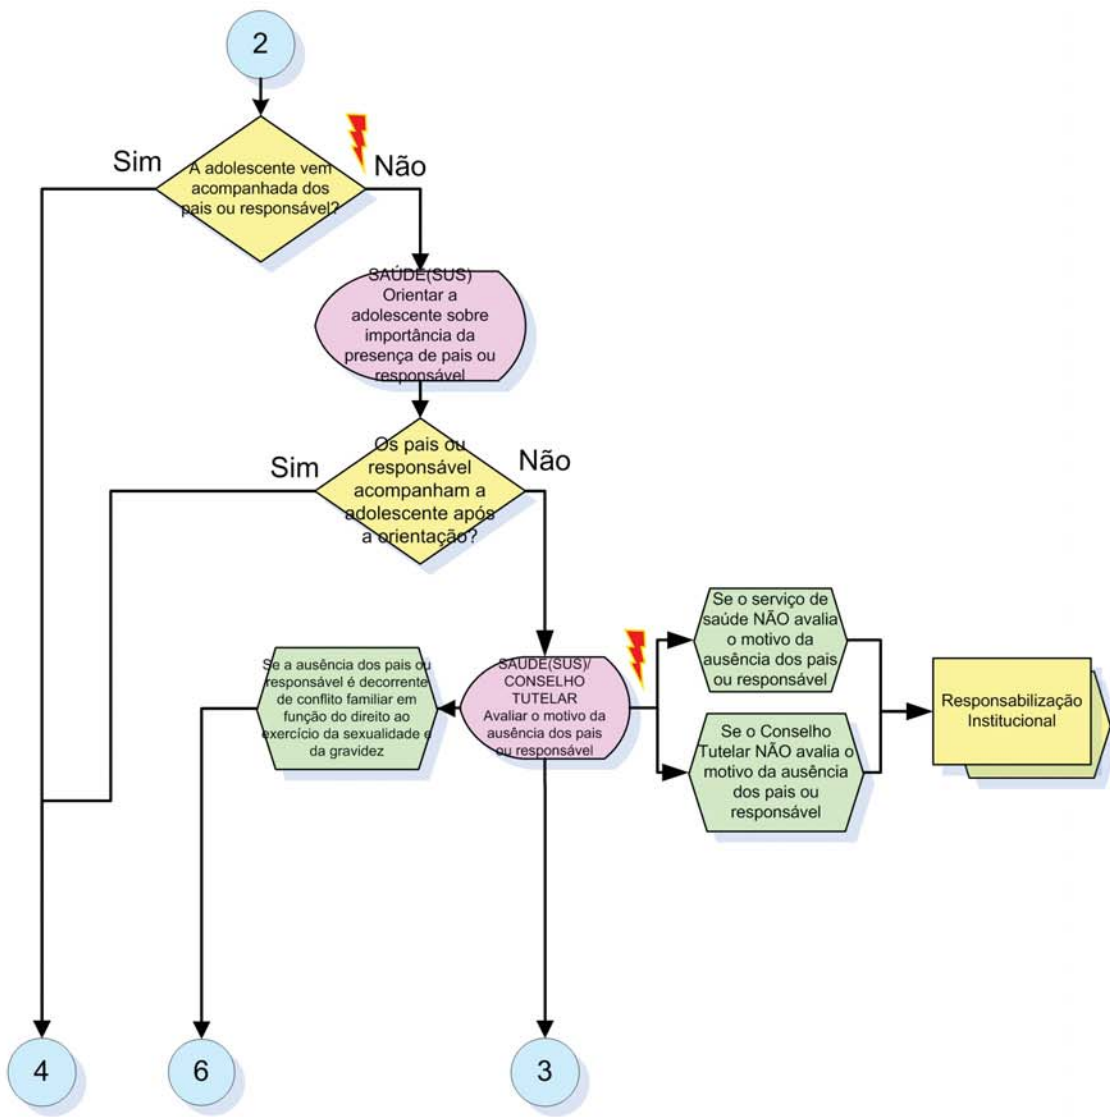 2
Sim
Não
A adolescente vem
acompanhada dos
pais ou responsável?
SAÚDE(SUS)
Orientar a
adolescente sobre
importância da
presença de pais ou
responsável
Sim
Não
Os pais ou
responsável
acompanham a
adolescente após
a orientação?
Se a ausência dos pais ou
responsável é decorrente
de conflito familiar em
função do direito ao
exercício da sexualidade e
da gravidez
SAÚDE(SUS)/
CONSELHO
TUTELAR
Avaliar o motivo da
ausência dos pais
ou responsável
Se o serviço de
saúde NÃO avalia
o motivo da
ausência dos pais
ou responsável
Se o Conselho
Tutelar NÃO avalia o
motivo da ausência
dos pais ou
responsável
Responsabilização
Institucional
4
6
3